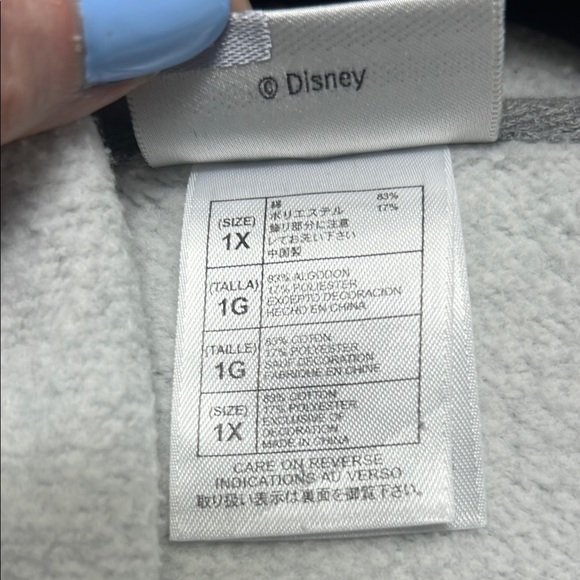 © Disney
(SIZE)
1X
綿 83%
ポリエステル 17%
飾り部分に注意
してお洗い下さい
中国製
(TALLA)
1G
83% ALGODON
17% POLIESTER
EXCEPTO DECORACION
HECHO EN CHINA
(TAILLE)
1G
83% COTON
17% POLYESTER
SAUF DECORATION
FABRIQUE EN CHINE
(SIZE)
1X
83% COTTON
17% POLYESTER
EXCLUSIVE OF
DECORATION
MADE IN CHINA
CARE ON REVERSE
INDICATIONS AU VERSO
取り扱い表示は裏面を御覧下さい。